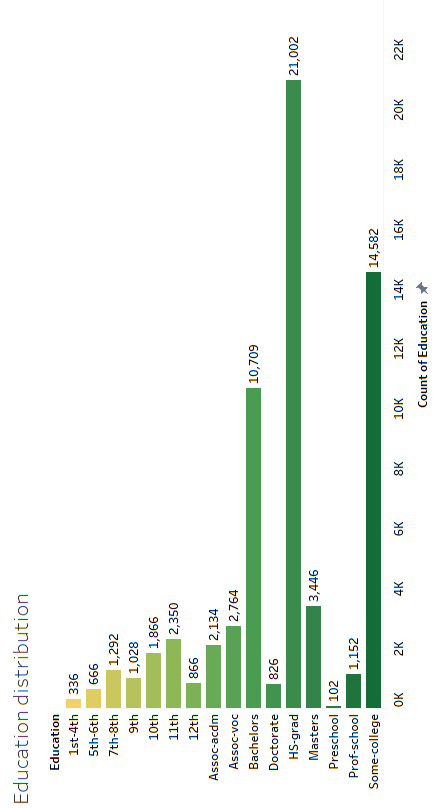 Education distribution
Education
1st-4th 336
5th-6th 666
7th-8th 1,292
9th 1,028
10th 1,866
11th 2,350
12th 866
Assoc-acdm 2,134
Assoc-voc 2,764
Bachelors 10,709
Doctorate 826
HS-grad 21,002
Masters 3,446
Preschool 102
Prof-school 1,152
Some-college 14,582
0K 2K 4K 6K 8K 10K 12K 14K 16K 18K 20K 22K
Count of Education